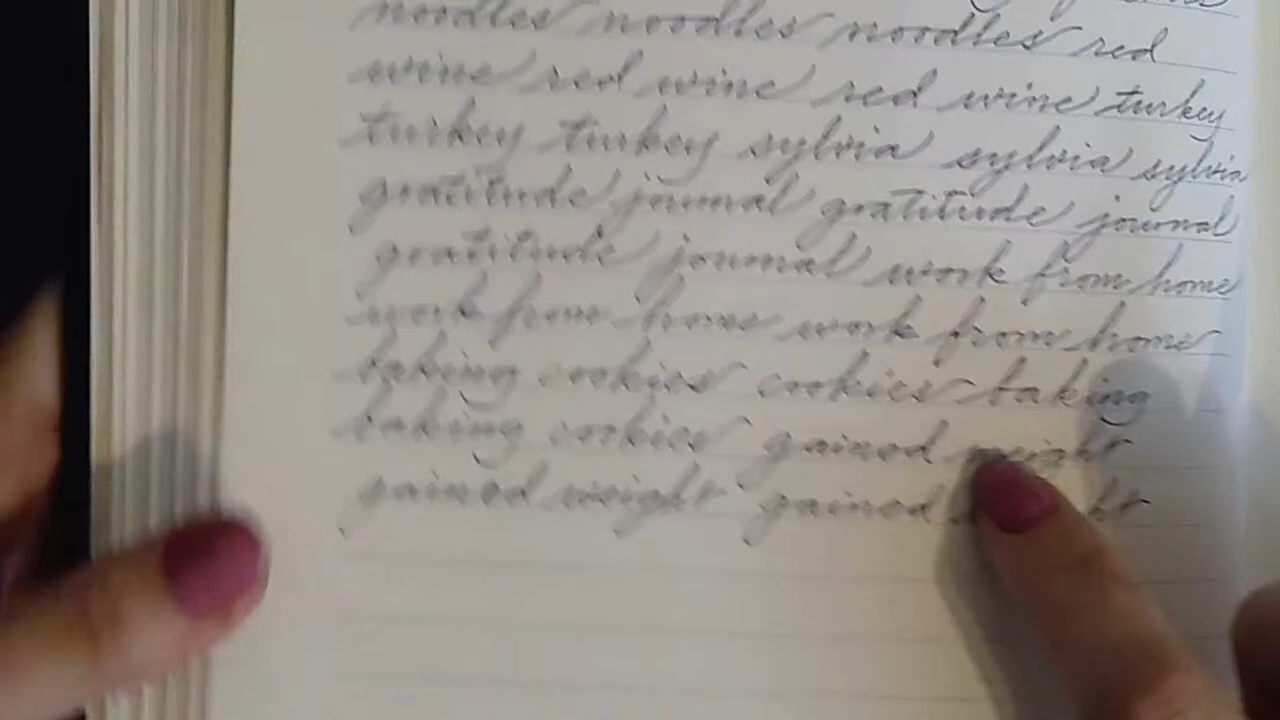 noodles noodles noodles red
wine red wine red wine turkey
turkey turkey sylvia sylvia sylvia
gratitude journal gratitude journal
gratitude journal work from home
work from home work from home
baking cookies cookies baking
baking cookies gained weight
gained weight gained